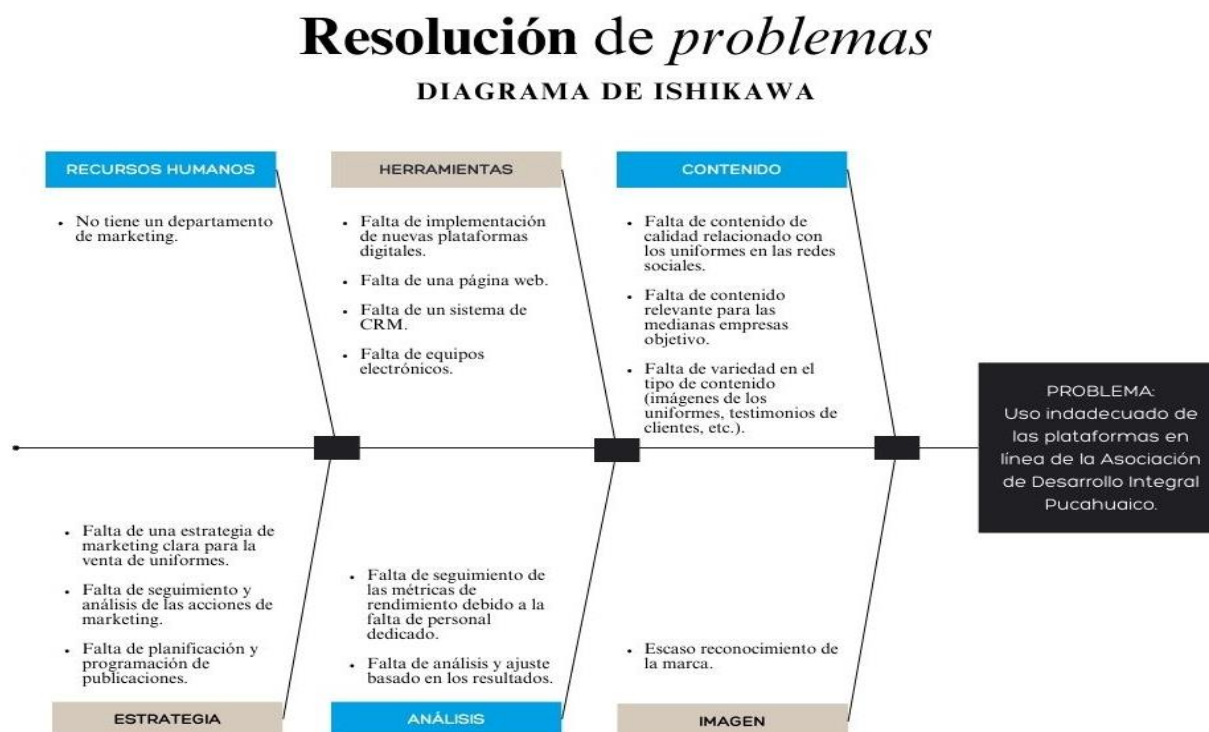 Resolución de problemas
DIAGRAMA DE ISHIKAWA
RECURSOS HUMANOS
• No tiene un departamento
de marketing.
HERRAMIENTAS
• Falta de implementación
de nuevas plataformas
digitales.
• Falta de una página web.
• Falta de un sistema de
CRM.
• Falta de equipos
electrónicos.
CONTENIDO
• Falta de contenido de
calidad relacionado con
los uniformes en las redes
sociales.
• Falta de contenido
relevante para las
medianas empresas
objetivo.
• Falta de variedad en el
tipo de contenido
(imágenes de los
uniformes, testimonios de
clientes, etc.).
PROBLEMA:
Uso indadecuado de
las plataformas en
línea de la Asociación
de Desarrollo Integral
Pucahuaico.
• Falta de una estrategia de
marketing clara para la
venta de uniformes.
• Falta de seguimiento y
análisis de las acciones de
marketing.
• Falta de planificación y
programación de
publicaciones.
ESTRATEGIA
• Falta de seguimiento de
las métricas de
rendimiento debido a la
falta de personal
dedicado.
• Falta de análisis y ajuste
basado en los resultados.
ANÁLISIS
• Escaso reconocimiento de
la marca.
IMAGEN